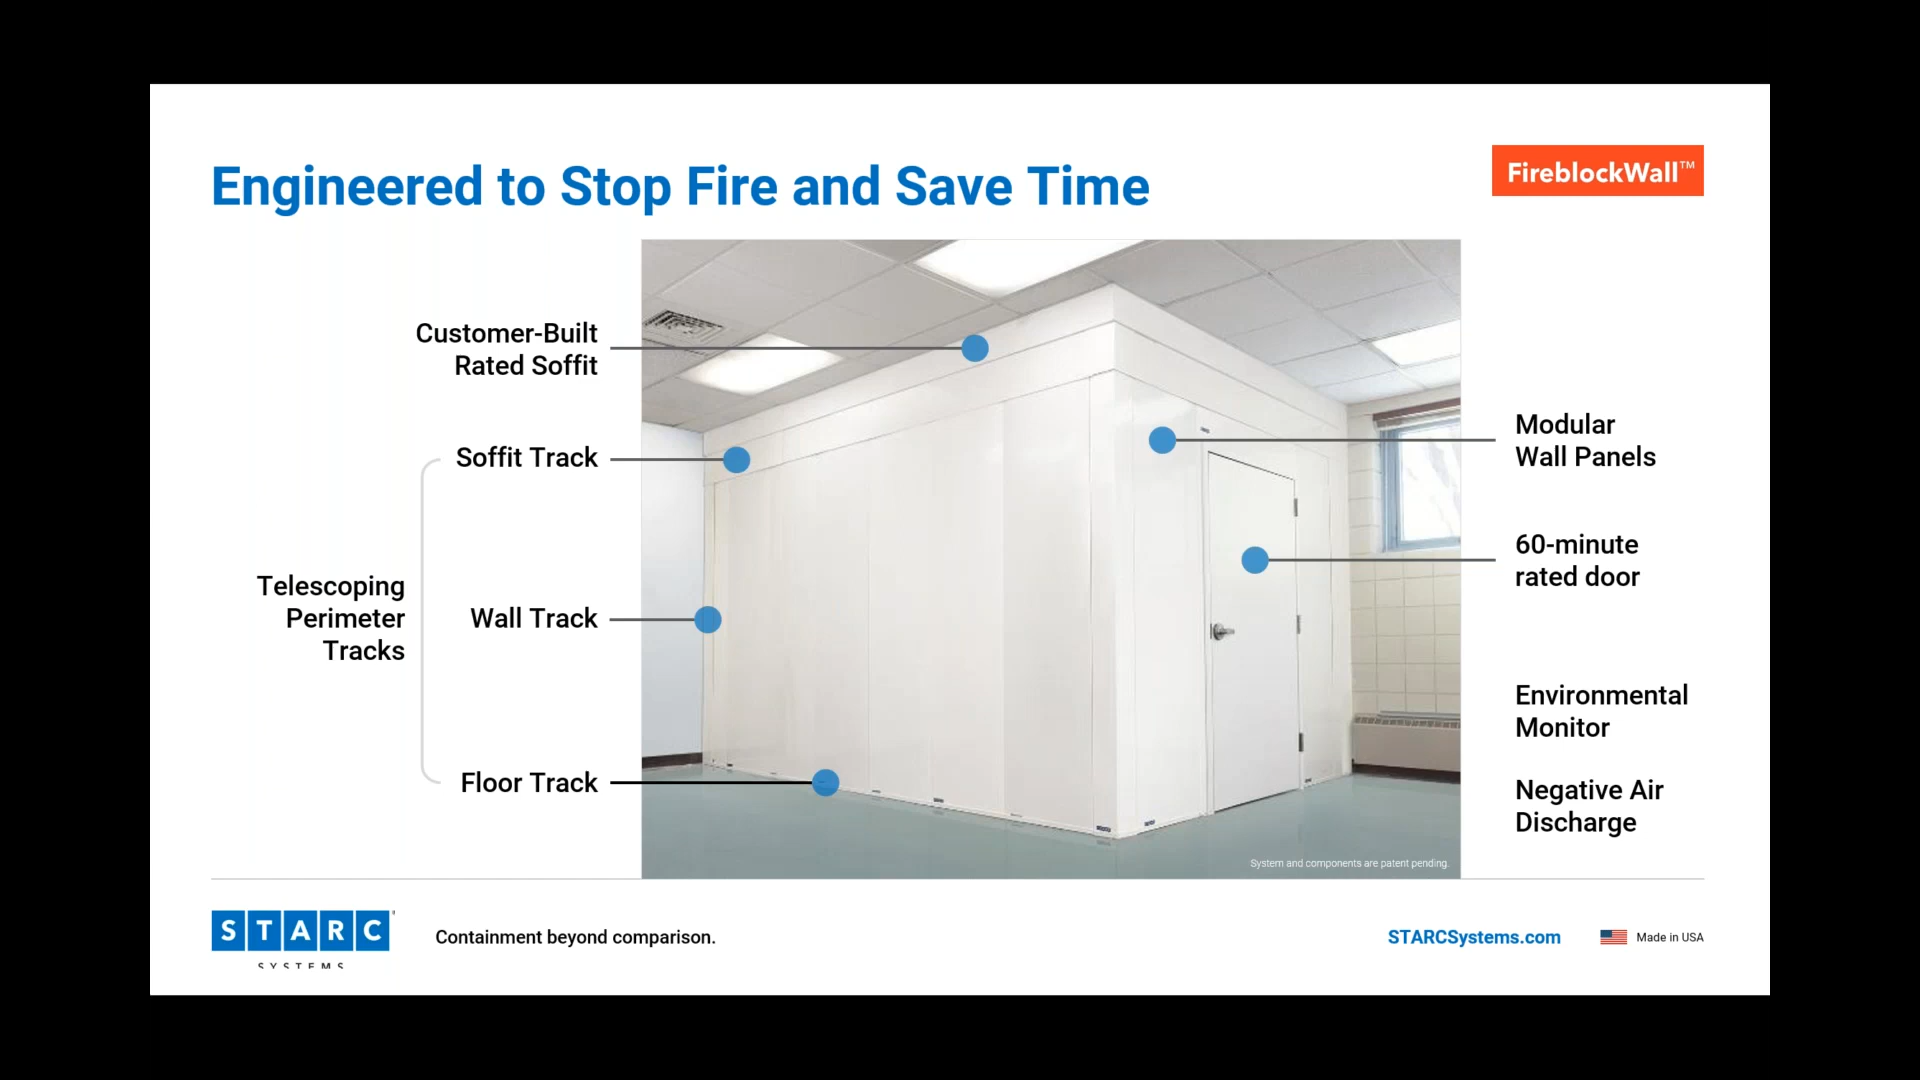 Engineered to Stop Fire and Save Time
FireblockWall™
Customer-Built
Rated Soffit
Soffit Track
Telescoping
Perimeter
Tracks
Wall Track
Floor Track
Modular
Wall Panels
60-minute
rated door
Environmental
Monitor
Negative Air
Discharge
System and components are patent pending.
STARC
SYSTEMS
Containment beyond comparison.
STARCSystems.com
Made in USA